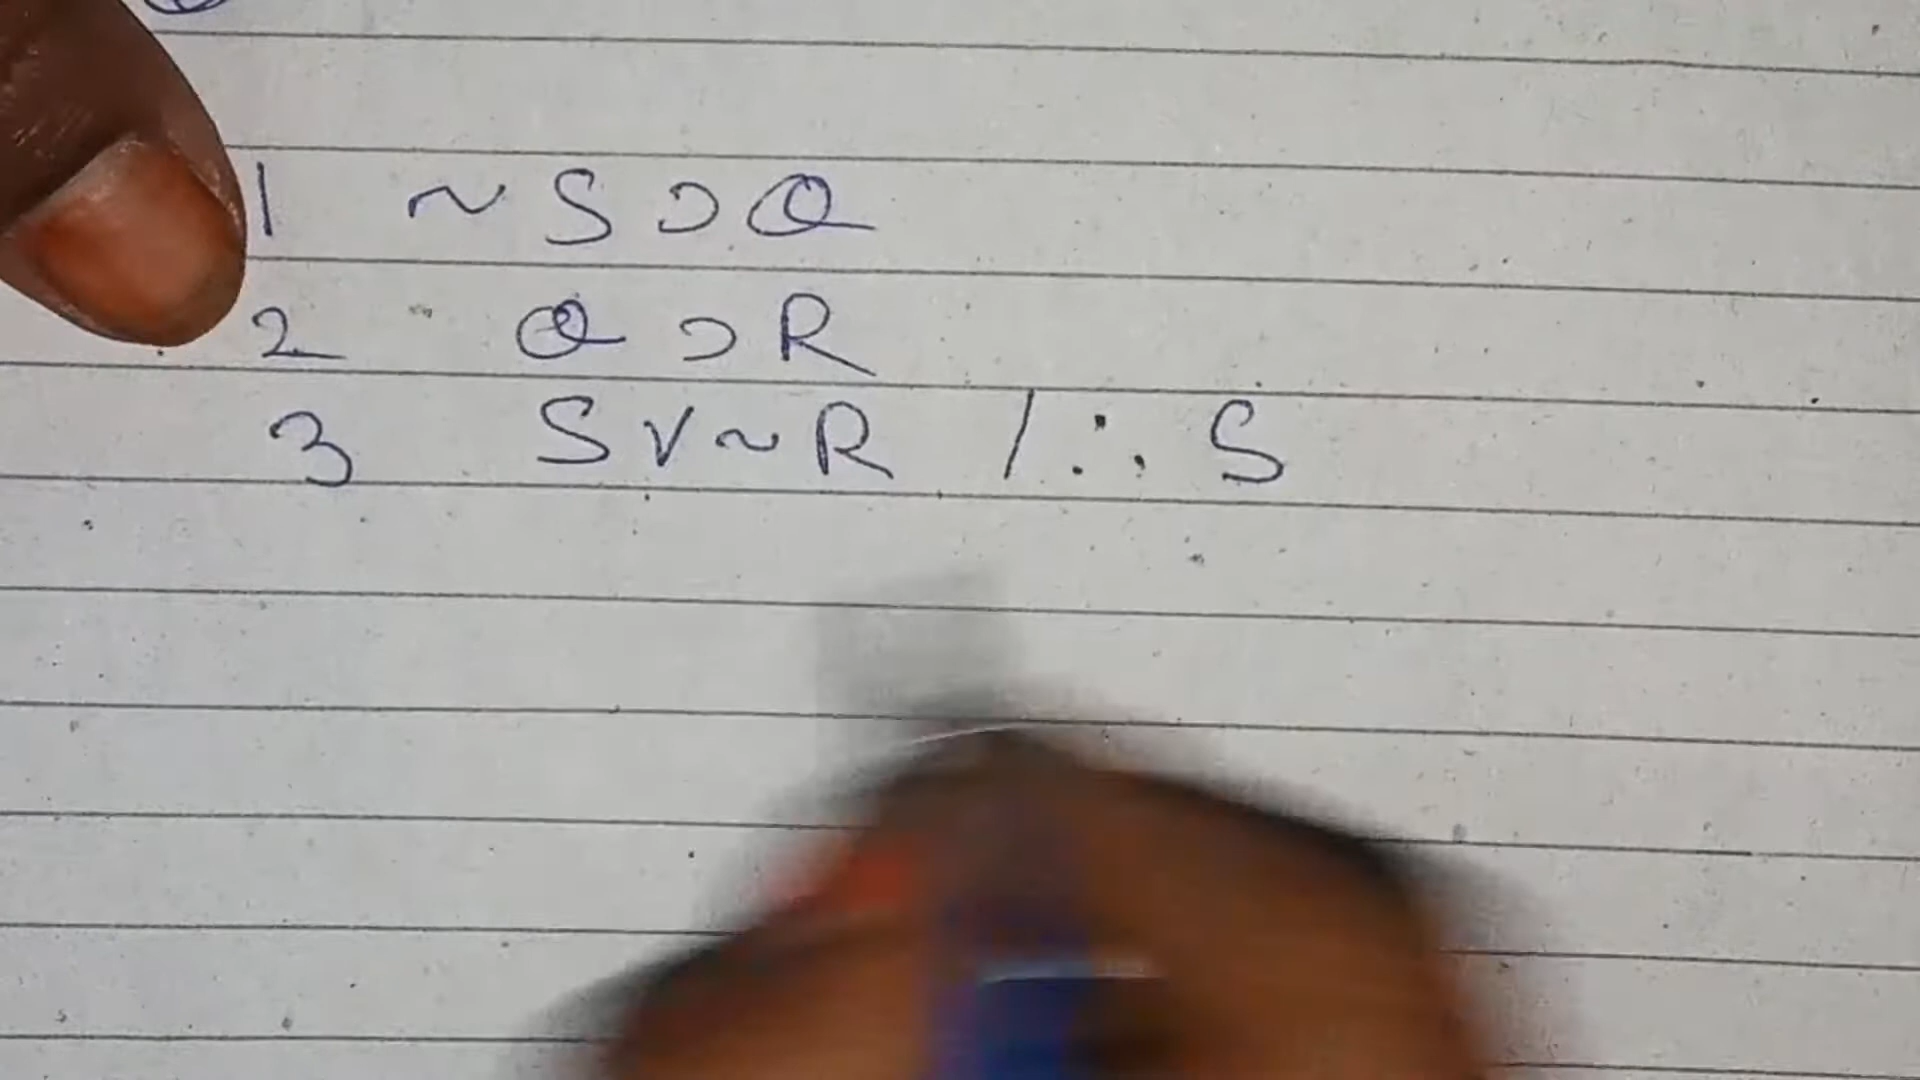 1 ~ S ⊃ Q
2 Q ⊃ R
3 S v ~ R / ∴ S